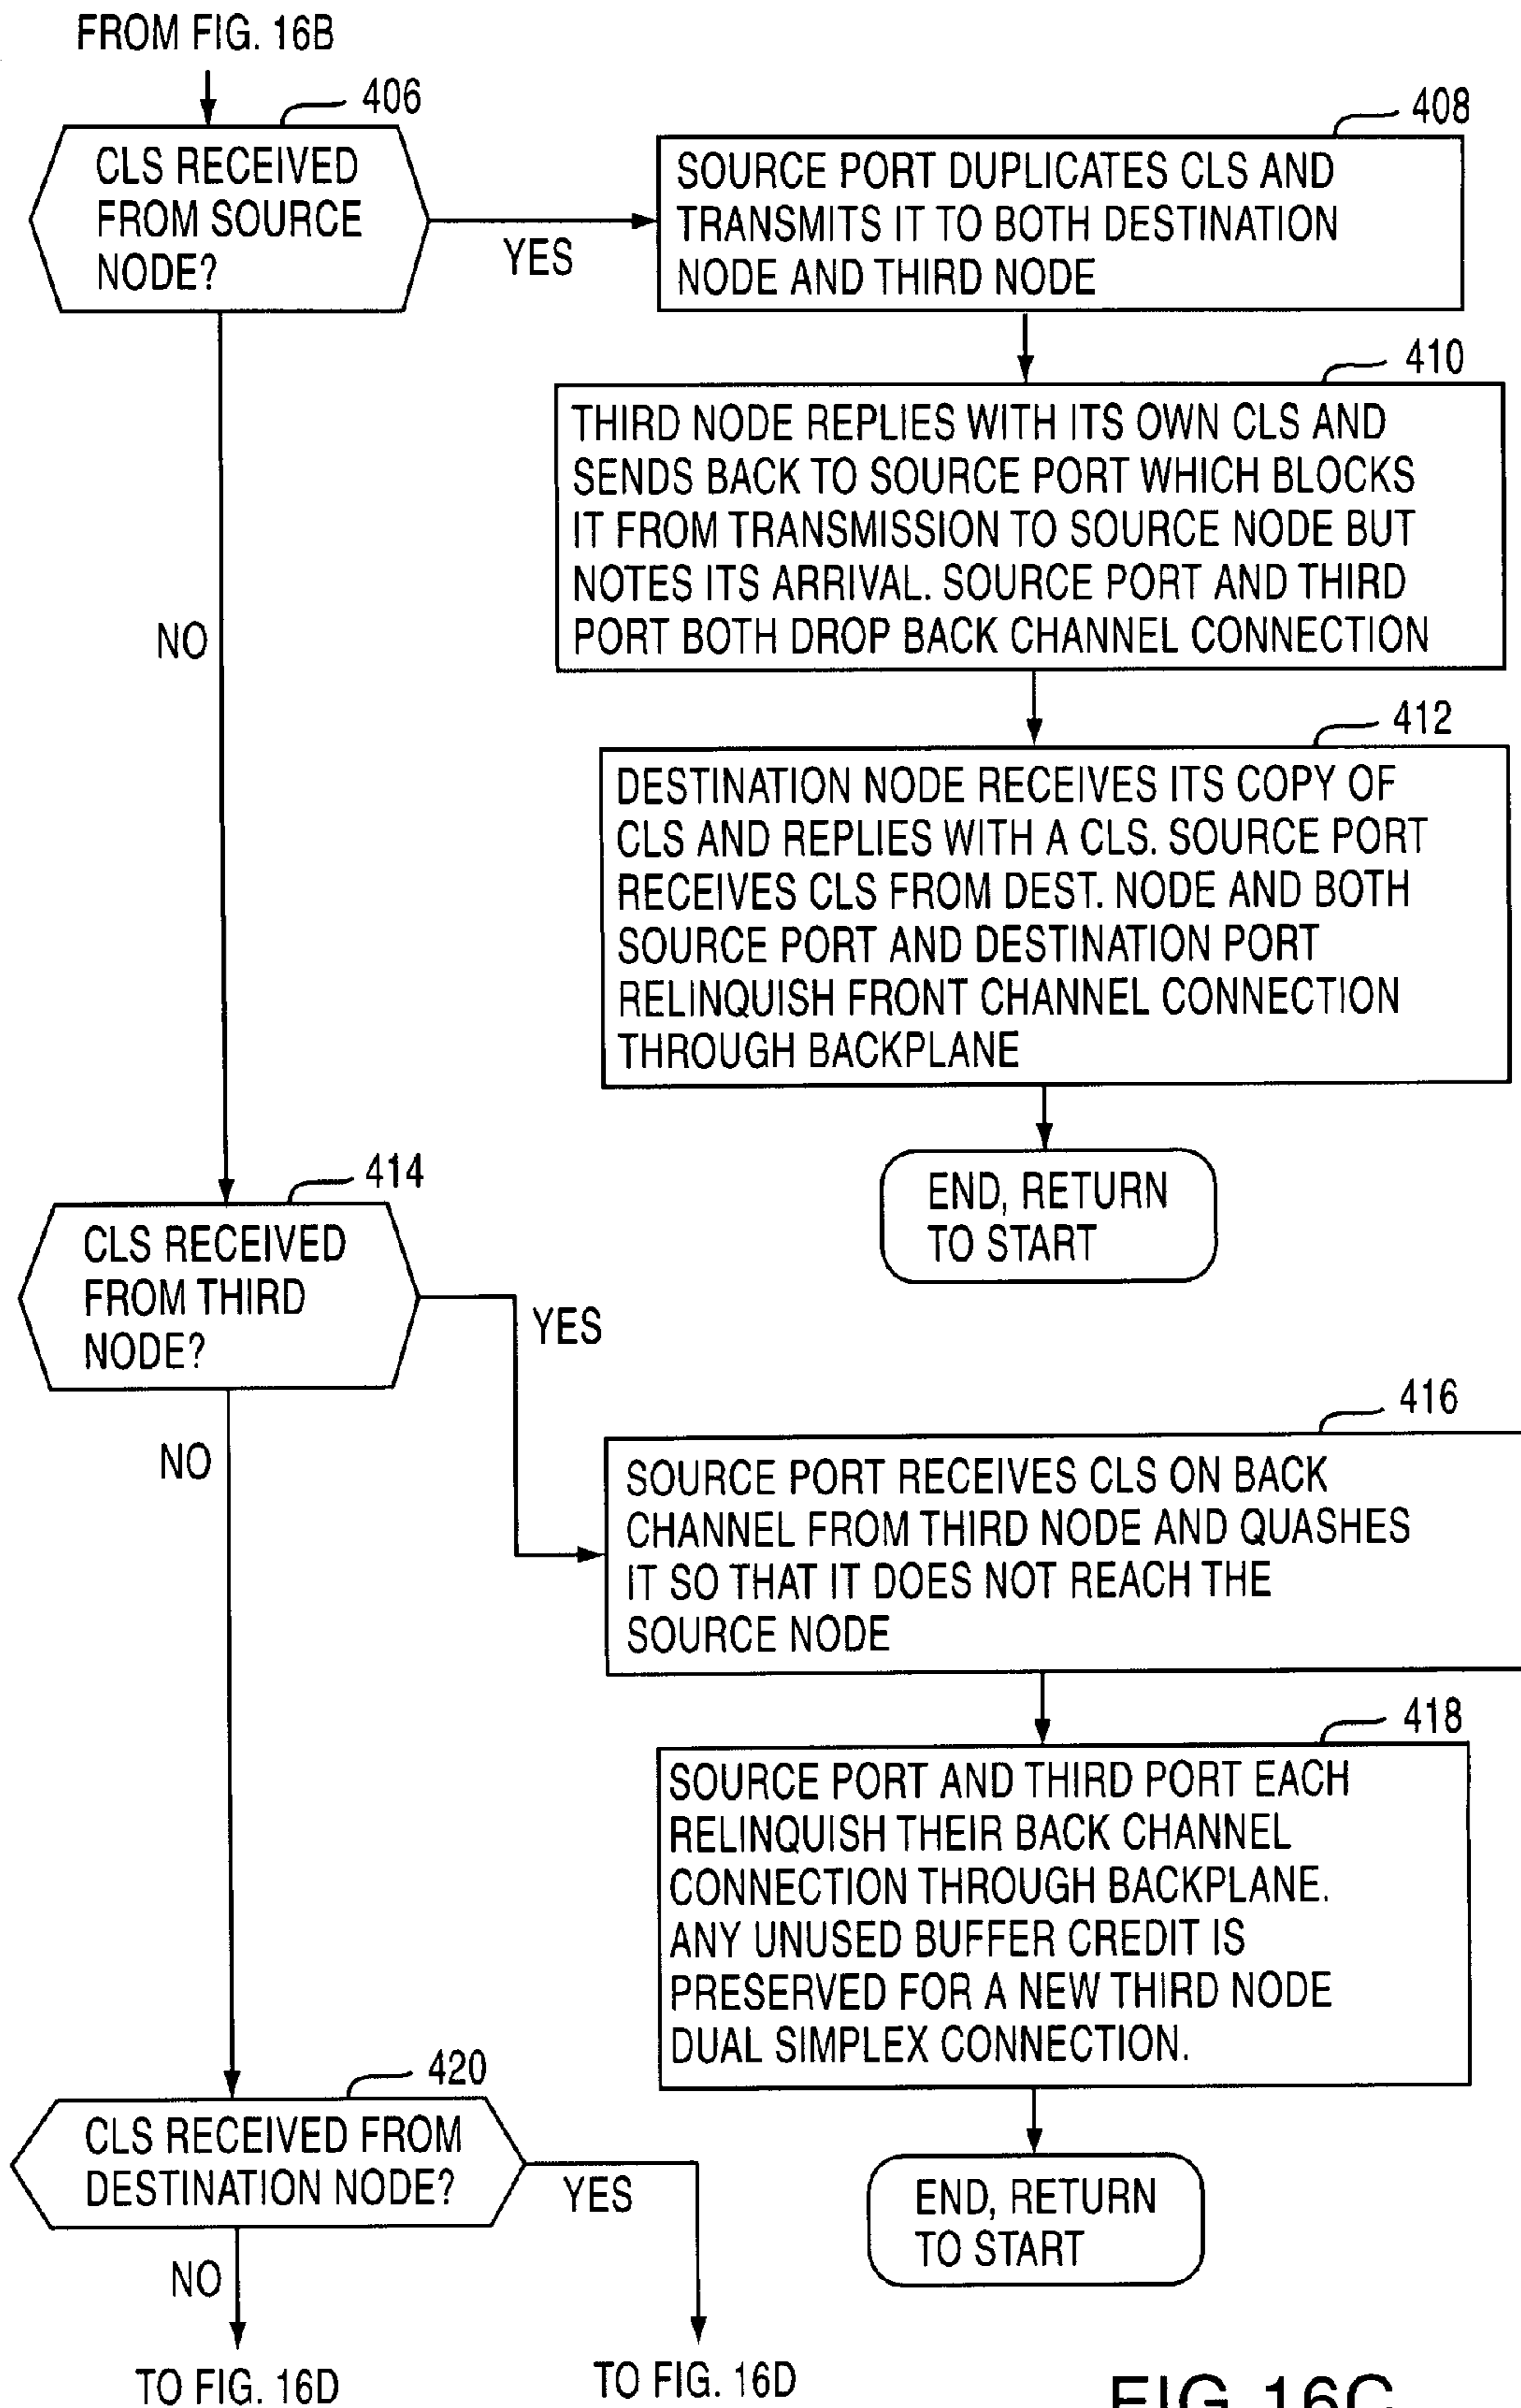 FROM FIG. 16B
406
CLS RECEIVED
FROM SOURCE
NODE?
YES
408
SOURCE PORT DUPLICATES CLS AND
TRANSMITS IT TO BOTH DESTINATION
NODE AND THIRD NODE
410
THIRD NODE REPLIES WITH ITS OWN CLS AND
SENDS BACK TO SOURCE PORT WHICH BLOCKS
IT FROM TRANSMISSION TO SOURCE NODE BUT
NOTES ITS ARRIVAL. SOURCE PORT AND THIRD
PORT BOTH DROP BACK CHANNEL CONNECTION
NO
412
DESTINATION NODE RECEIVES ITS COPY OF
CLS AND REPLIES WITH A CLS. SOURCE PORT
RECEIVES CLS FROM DEST. NODE AND BOTH
SOURCE PORT AND DESTINATION PORT
RELINQUISH FRONT CHANNEL CONNECTION
THROUGH BACKPLANE
END, RETURN
TO START
414
CLS RECEIVED
FROM THIRD
NODE?
YES
NO
416
SOURCE PORT RECEIVES CLS ON BACK
CHANNEL FROM THIRD NODE AND QUASHES
IT SO THAT IT DOES NOT REACH THE
SOURCE NODE
418
SOURCE PORT AND THIRD PORT EACH
RELINQUISH THEIR BACK CHANNEL
CONNECTION THROUGH BACKPLANE.
ANY UNUSED BUFFER CREDIT IS
PRESERVED FOR A NEW THIRD NODE
DUAL SIMPLEX CONNECTION.
END, RETURN
TO START
420
CLS RECEIVED FROM
DESTINATION NODE?
YES
NO
TO FIG. 16D
TO FIG. 16D
FIG 16C